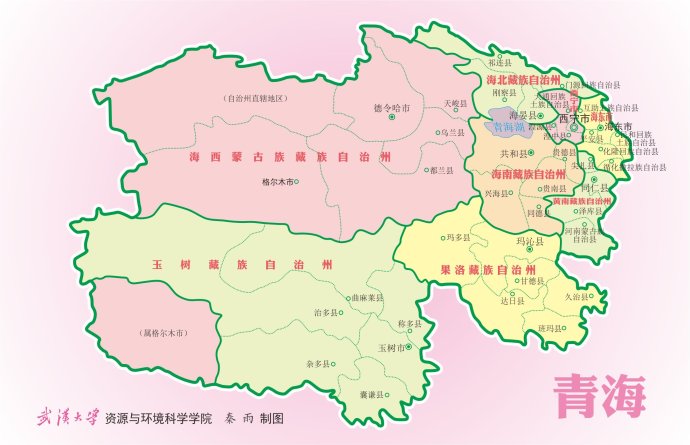 祁连县
海北藏族自治州
门源回族自治县
刚察县
大通回族
土族自治县
西宁市
互助土族自治县
海晏县
西宁市
海东市
海东市
青海湖
湟源县
湟中县
民和回族
土族自治县
化隆回族自治县
循化撒拉族自治县
（自治州直辖地区）
德令哈市
天峻县
乌兰县
海西蒙古族藏族自治州
都兰县
格尔木市
共和县
贵德县
尖扎县
海南藏族自治州
同仁县
兴海县
贵南县
黄南藏族自治州
同德县
泽库县
河南蒙古族
自治县
玛多县
玛沁县
玉树藏族自治州
果洛藏族自治州
甘德县
曲麻莱县
达日县
久治县
治多县
称多县
班玛县
（属格尔木市）
玉树市
杂多县
囊谦县
青海
武汉大学 资源与环境科学学院 秦雨 制图